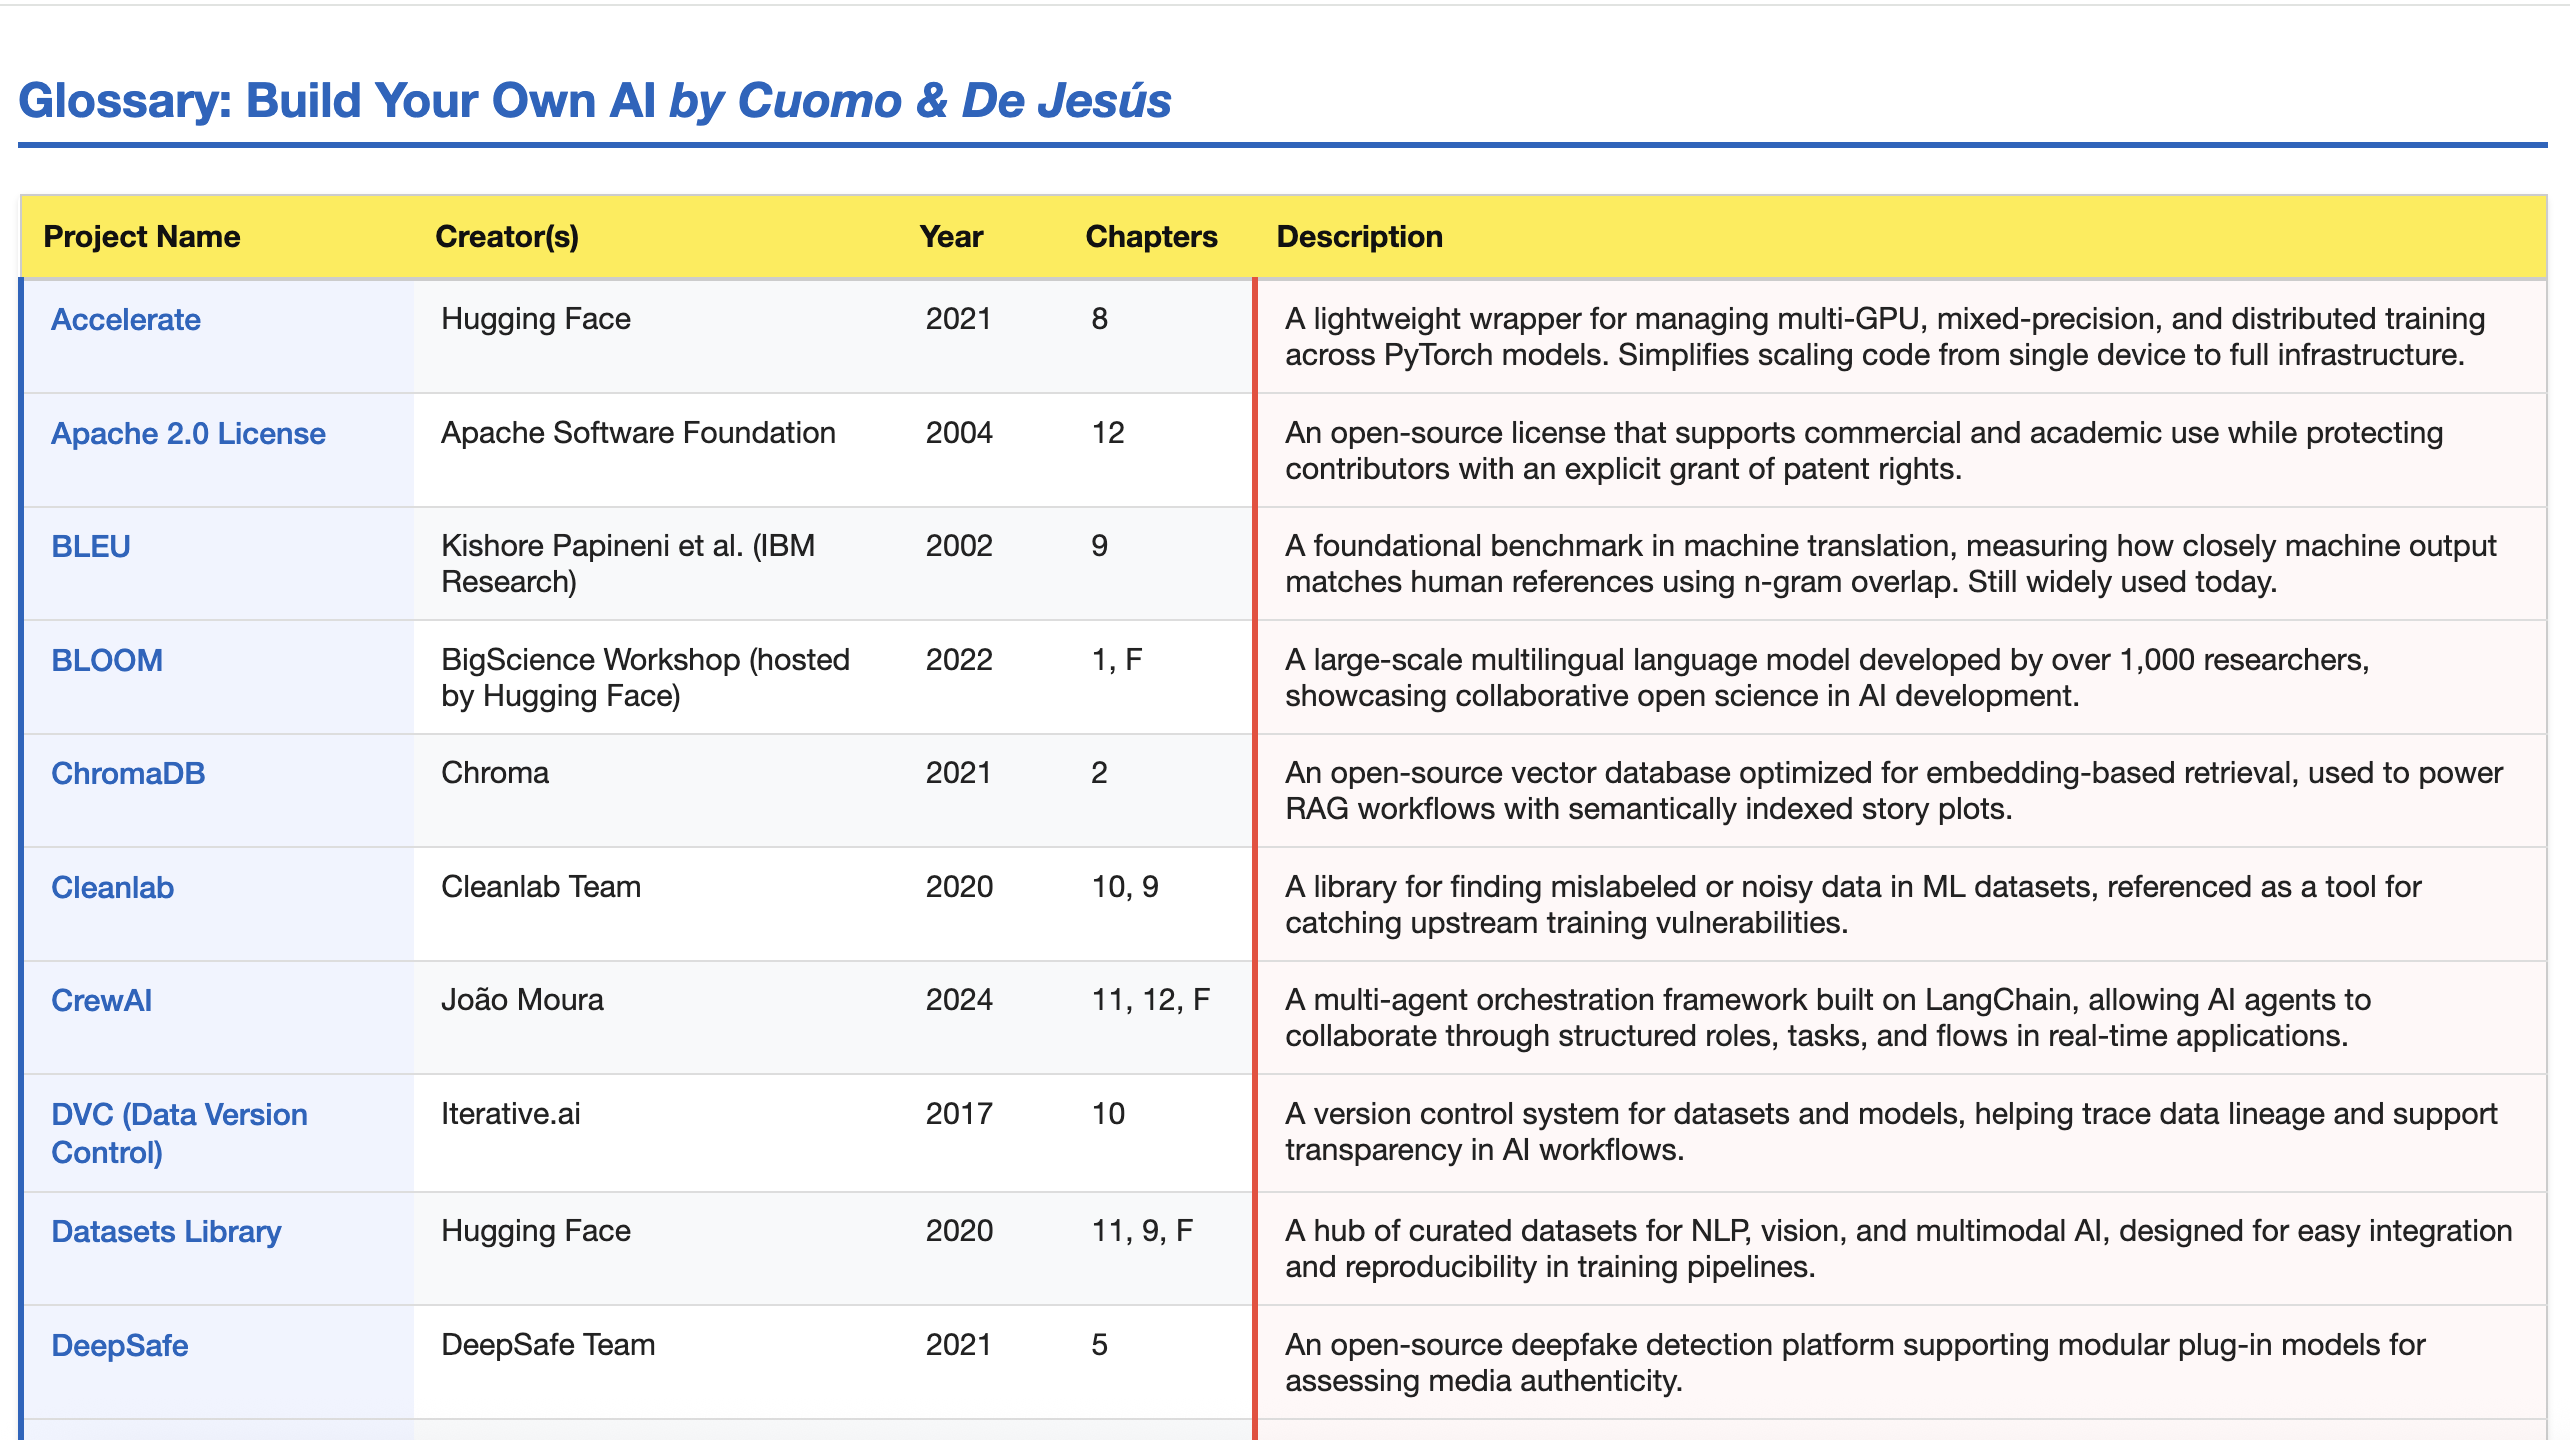 Glossary: Build Your Own AI by Cuomo & De Jesús
Project Name Creator(s) Year Chapters Description
Accelerate Hugging Face 2021 8 A lightweight wrapper for managing multi-GPU, mixed-precision, and distributed training
across PyTorch models. Simplifies scaling code from single device to full infrastructure.
Apache 2.0 License Apache Software Foundation 2004 12 An open-source license that supports commercial and academic use while protecting
contributors with an explicit grant of patent rights.
BLEU Kishore Papineni et al. (IBM 2002 9 A foundational benchmark in machine translation, measuring how closely machine output
Research) matches human references using n-gram overlap. Still widely used today.
BLOOM BigScience Workshop (hosted 2022 1, F A large-scale multilingual language model developed by over 1,000 researchers,
by Hugging Face) showcasing collaborative open science in AI development.
ChromaDB Chroma 2021 2 An open-source vector database optimized for embedding-based retrieval, used to power
RAG workflows with semantically indexed story plots.
Cleanlab Cleanlab Team 2020 10, 9 A library for finding mislabeled or noisy data in ML datasets, referenced as a tool for
catching upstream training vulnerabilities.
CrewAI João Moura 2024 11, 12, F A multi-agent orchestration framework built on LangChain, allowing AI agents to
collaborate through structured roles, tasks, and flows in real-time applications.
DVC (Data Version Iterative.ai 2017 10 A version control system for datasets and models, helping trace data lineage and support
Control) transparency in AI workflows.
Datasets Library Hugging Face 2020 11, 9, F A hub of curated datasets for NLP, vision, and multimodal AI, designed for easy integration
and reproducibility in training pipelines.
DeepSafe DeepSafe Team 2021 5 An open-source deepfake detection platform supporting modular plug-in models for
assessing media authenticity.